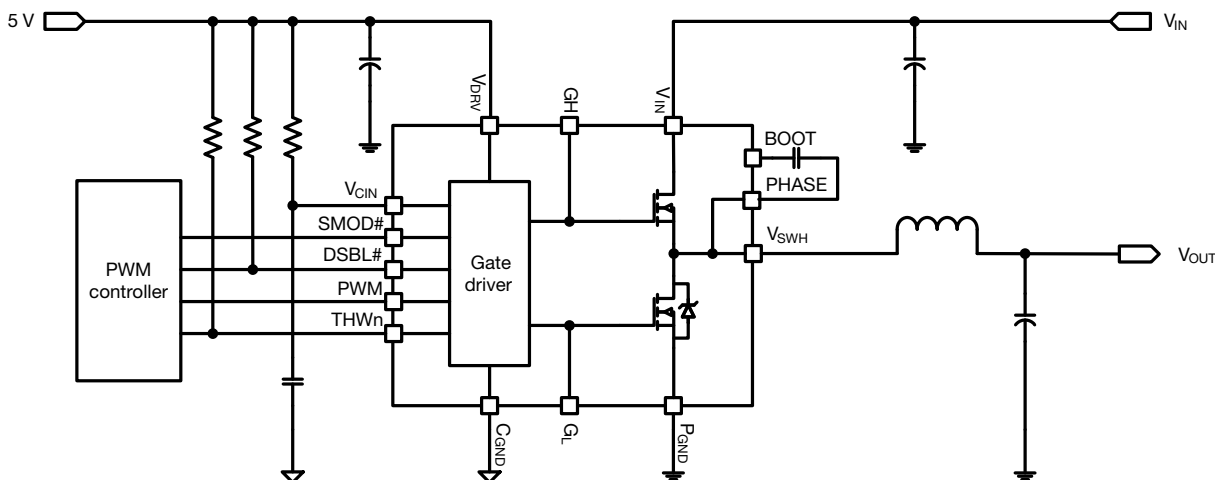 5 V
VIN
VDRV
GH
VIN
BOOT
PHASE
VCIN
SMOD#
DSBL#
PWM
THWn
PWM
controller
Gate
driver
VSWH
VOUT
CGND
GL
PGND